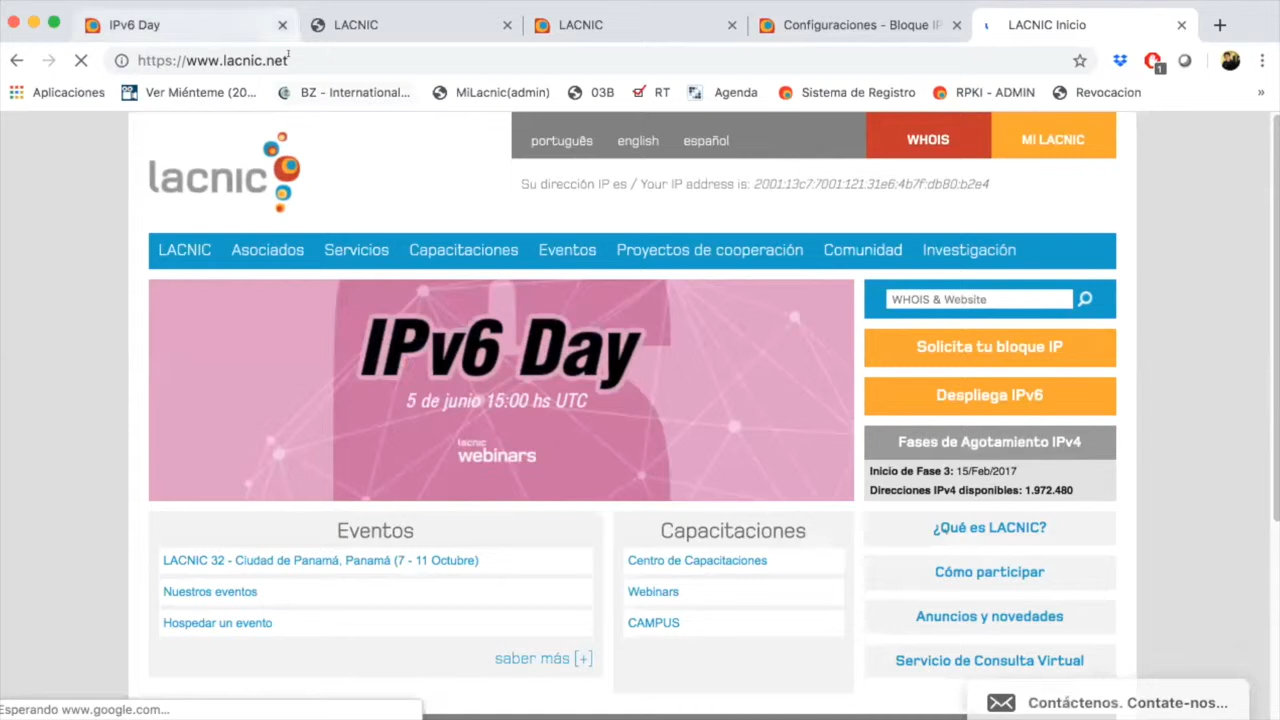 IPv6 Day
LACNIC
LACNIC
Configuraciones - Bloque IP
LACNIC Inicio
https://www.lacnic.net
1
Aplicaciones
Ver Miénteme (20...
BZ - International...
MiLacnic(admin)
03B
RT
Agenda
Sistema de Registro
RPKI - ADMIN
Revocacion
»
lacnic
português english español
WHOIS
MI LACNIC
Su dirección IP es / Your IP address is: 2001:13c7:7001:121:31e6:4b7f:db80:b2e4
LACNIC Asociados Servicios Capacitaciones Eventos Proyectos de cooperación Comunidad Investigación
IPv6 Day
5 de junio 15:00 hs UTC
lacnic
webinars
WHOIS & Website
Solicita tu bloque IP
Despliega IPv6
Fases de Agotamiento IPv4
Inicio de Fase 3: 15/Feb/2017
Direcciones IPv4 disponibles: 1.972.480
Eventos
LACNIC 32 - Ciudad de Panamá, Panamá (7 - 11 Octubre)
Nuestros eventos
Hospedar un evento
saber más [+]
Capacitaciones
Centro de Capacitaciones
Webinars
CAMPUS
¿Qué es LACNIC?
Cómo participar
Anuncios y novedades
Servicio de Consulta Virtual
Contáctenos. Contate-nos...
Esperando www.google.com...